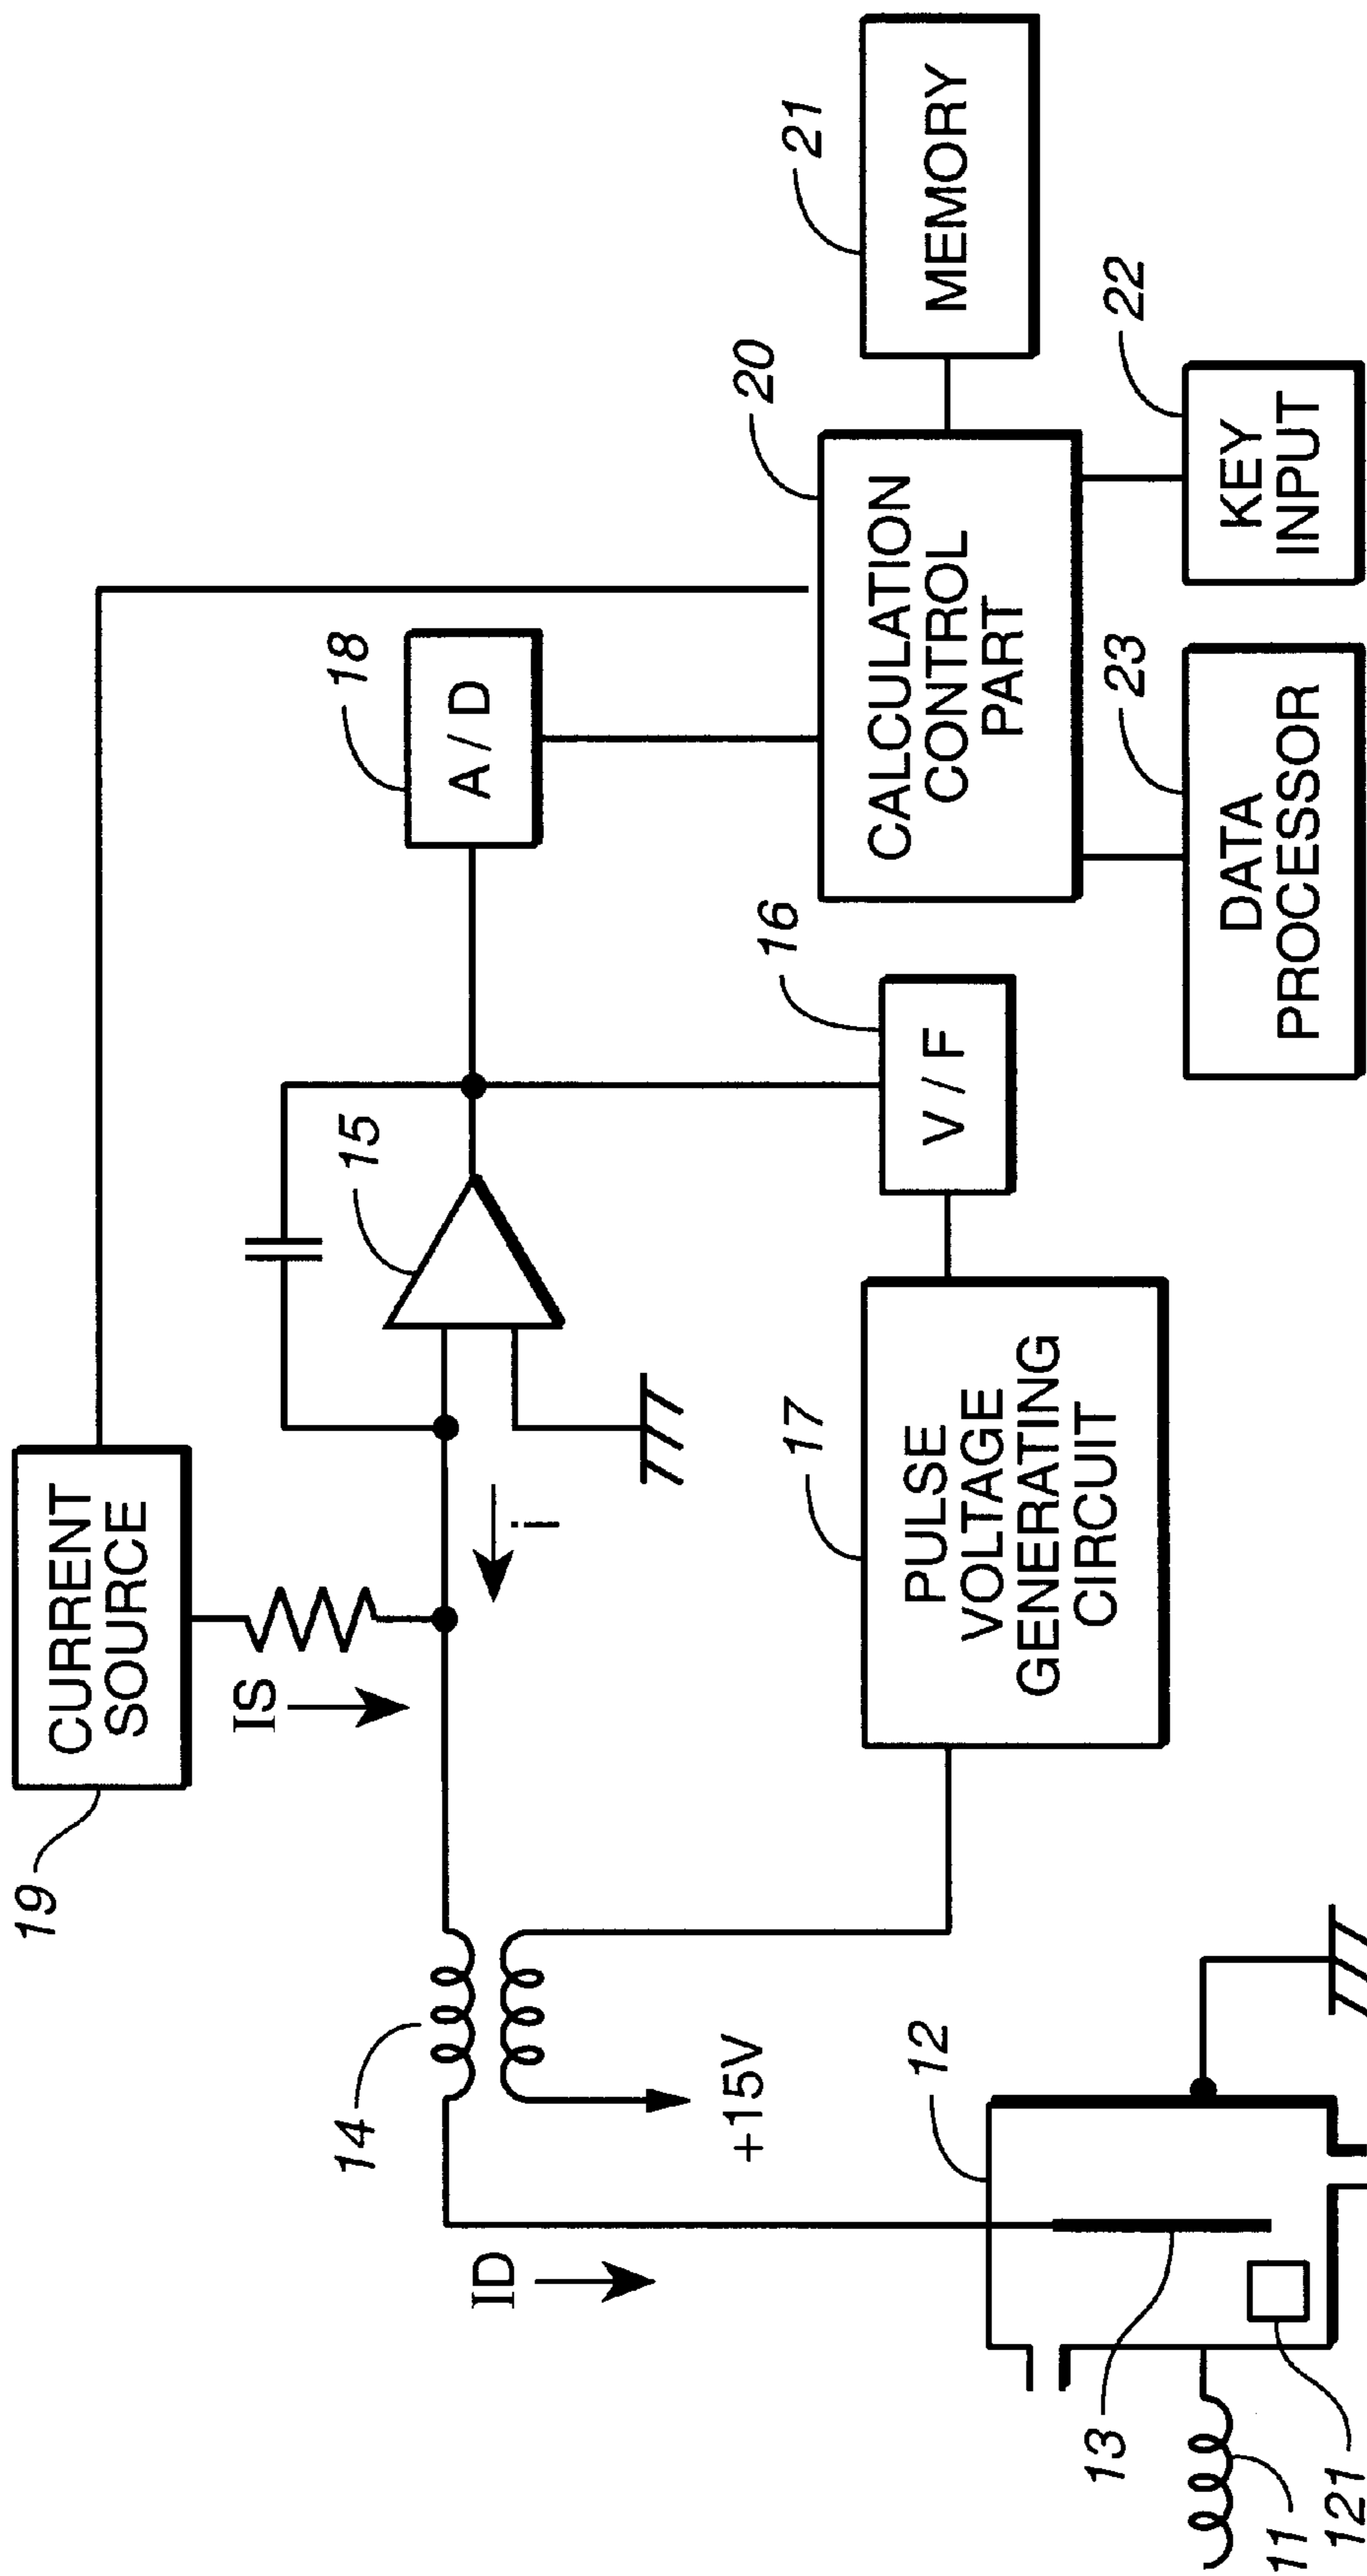 19
CURRENT
SOURCE
IS
i
15
18
A / D
14
+15V
ID
12
13
11
121
17
PULSE
VOLTAGE
GENERATING
CIRCUIT
16
V / F
20
CALCULATION
CONTROL
PART
21
MEMORY
22
KEY
INPUT
23
DATA
PROCESSOR